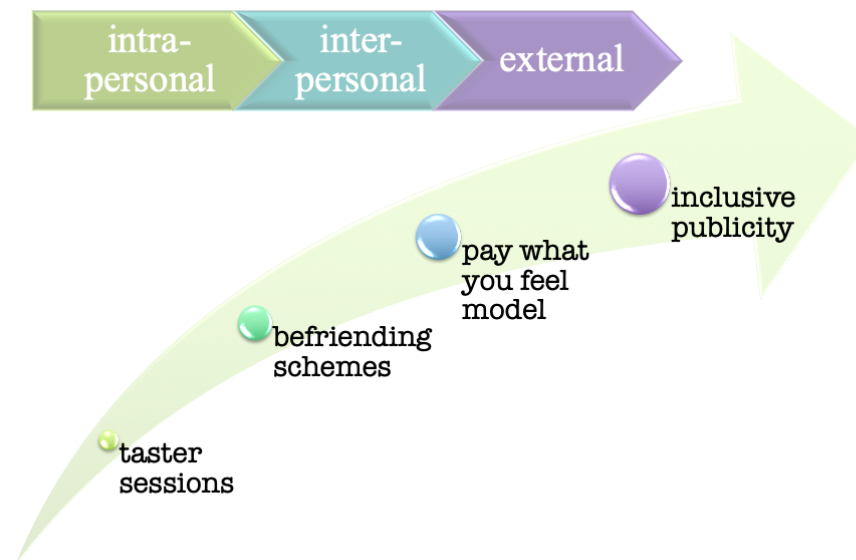 intra-
personal
inter-
personal
external
inclusive
publicity
pay what
you feel
model
befriending
schemes
taster
sessions